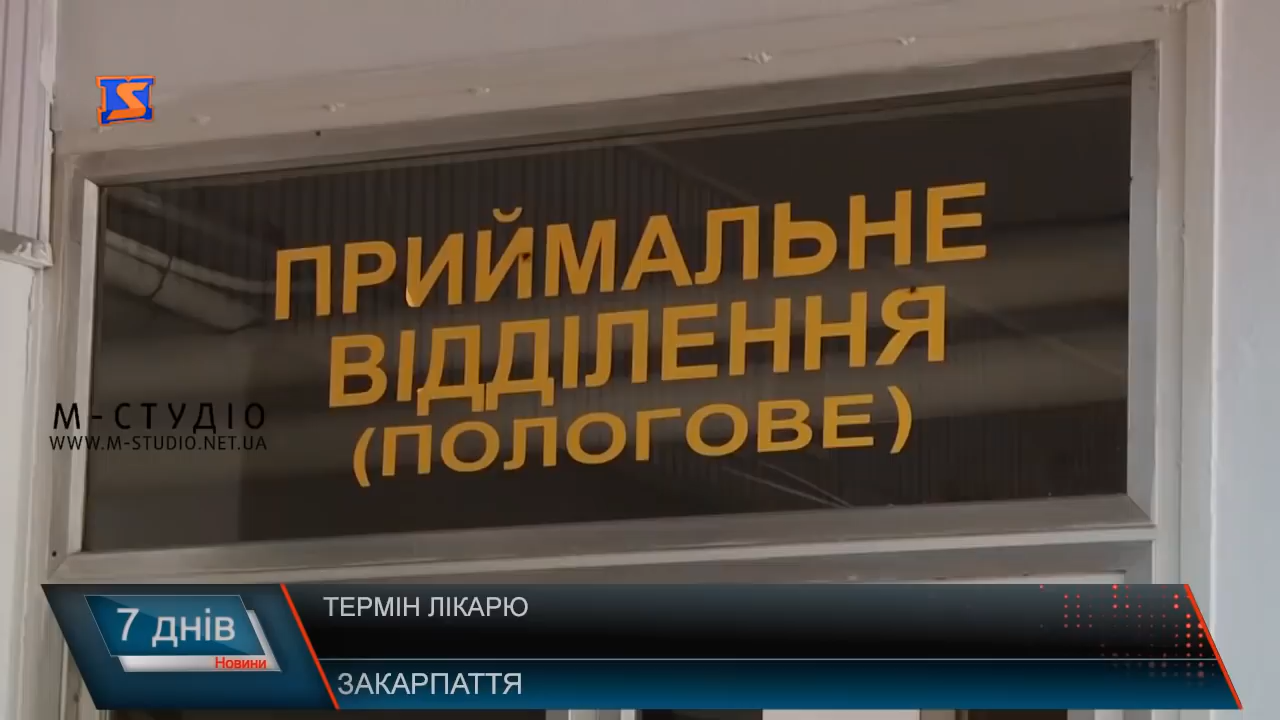 ПРИЙМАЛЬНЕ
ВІДДІЛЕННЯ
(ПОЛОГОВЕ)
М-СТУДІО
WWW.M-STUDIO.NET.UA
7 днів
Новини
ТЕРМІН ЛІКАРЮ
ЗАКАРПАТТЯ